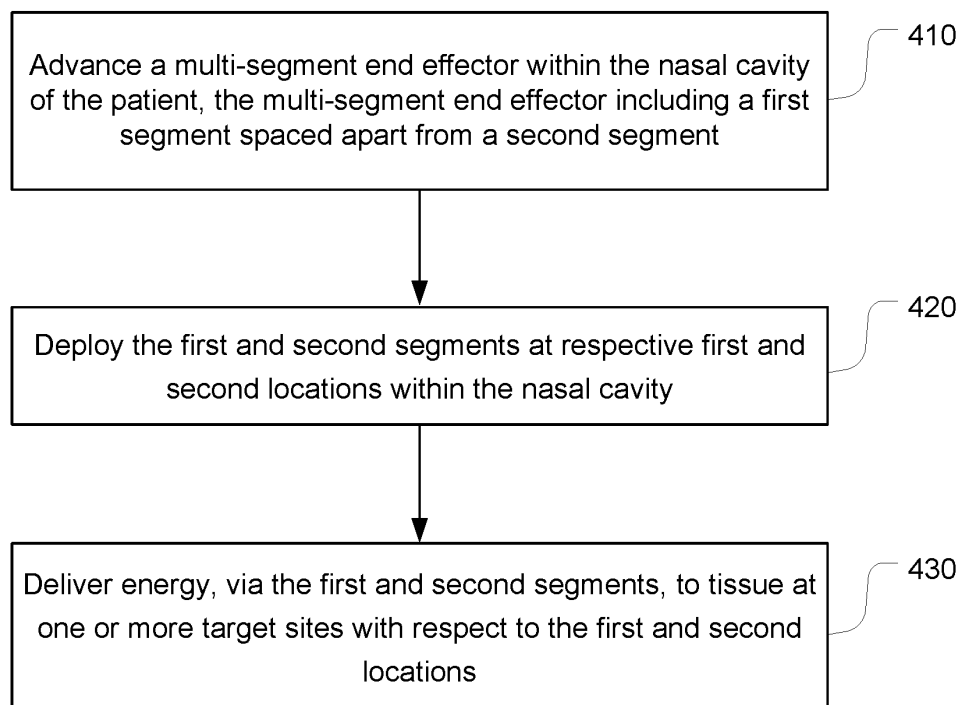 Advance a multi-segment end effector within the nasal cavity
of the patient, the multi-segment end effector including a first
segment spaced apart from a second segment
410
Deploy the first and second segments at respective first and
second locations within the nasal cavity
420
Deliver energy, via the first and second segments, to tissue at
one or more target sites with respect to the first and second
locations
430